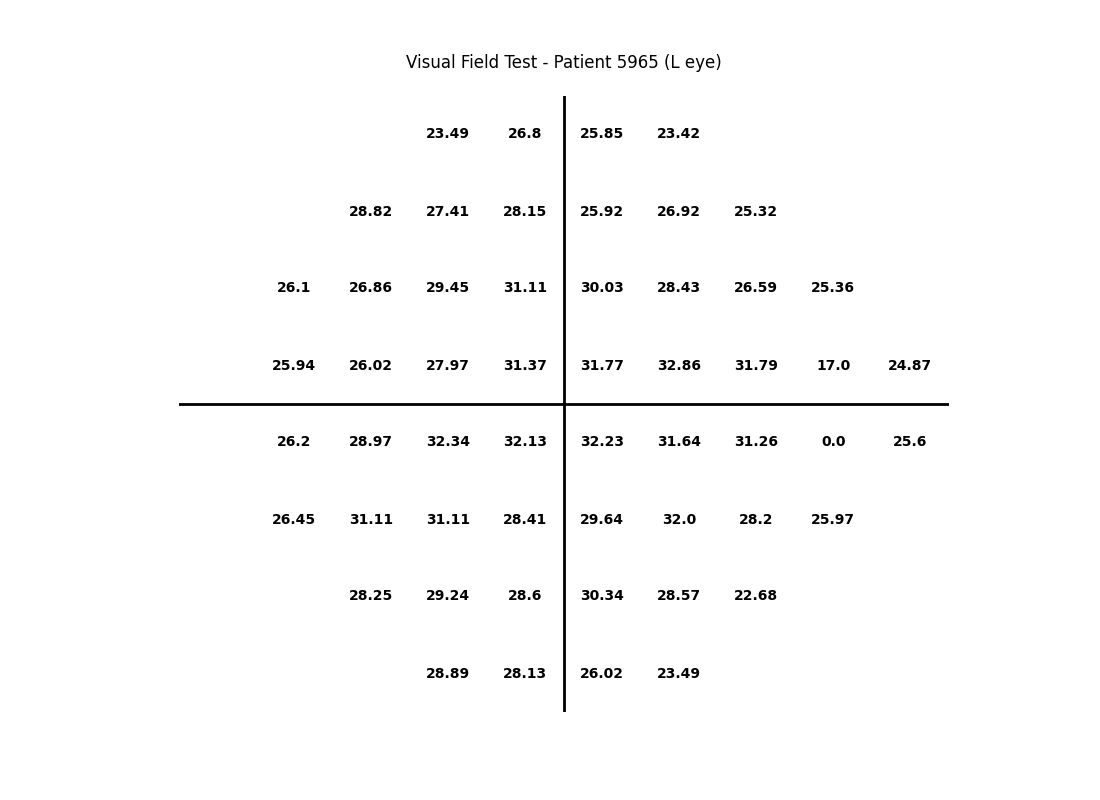 Visual Field Test - Patient 5965 (L eye)
23.49 26.8 25.85 23.42
28.82 27.41 28.15 25.92 26.92 25.32
26.1 26.86 29.45 31.11 30.03 28.43 26.59 25.36
25.94 26.02 27.97 31.37 31.77 32.86 31.79 17.0 24.87
26.2 28.97 32.34 32.13 32.23 31.64 31.26 0.0 25.6
26.45 31.11 31.11 28.41 29.64 32.0 28.2 25.97
28.25 29.24 28.6 30.34 28.57 22.68
28.89 28.13 26.02 23.49